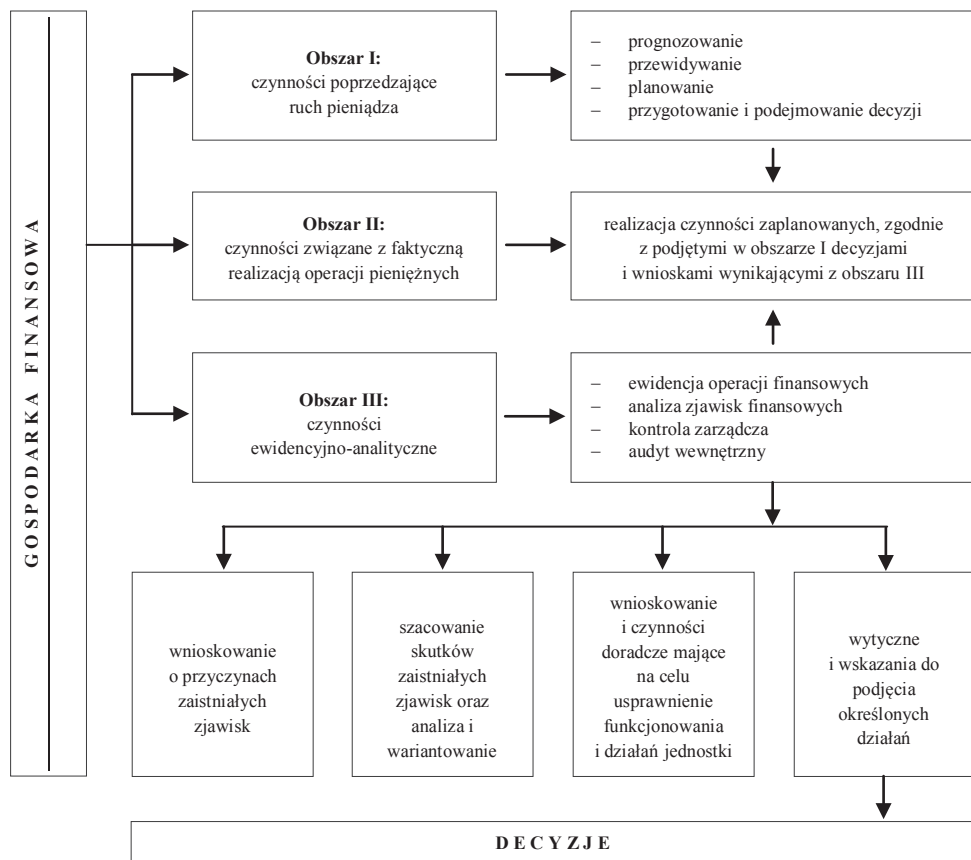 GOSPODARKA FINANSOWA
Obszar I:
czynności poprzedzające
ruch pieniądza
– prognozowanie
– przewidywanie
– planowanie
– przygotowanie i podejmowanie decyzji
Obszar II:
czynności związane z faktyczną
realizacją operacji pieniężnych
realizacja czynności zaplanowanych, zgodnie
z podjętymi w obszarze I decyzjami
i wnioskami wynikającymi z obszaru III
Obszar III:
czynności
ewidencyjno-analityczne
– ewidencja operacji finansowych
– analiza zjawisk finansowych
– kontrola zarządcza
– audyt wewnętrzny
wnioskowanie
o przyczynach
zaistniałych
zjawisk
szacowanie
skutków
zaistniałych
zjawisk oraz
analiza i
wariantowanie
wnioskowanie
i czynności
doradcze mające
na celu
usprawnienie
funkcjonowania
i działań jednostki
wytyczne
i wskazania do
podjęcia
określonych
działań
DECYZJE